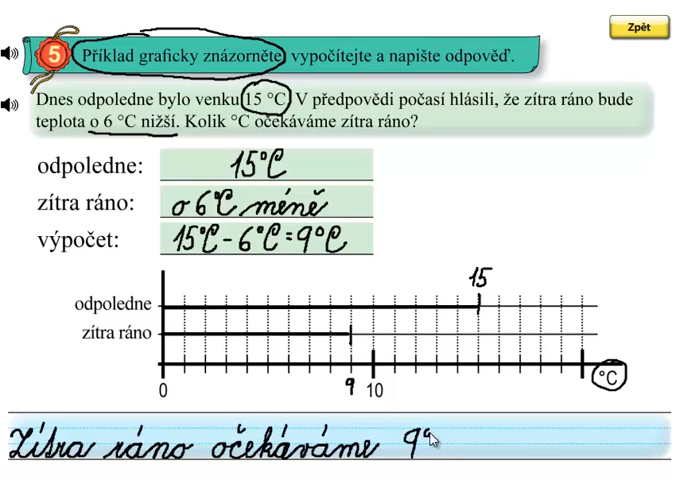 Zpět
5 Příklad graficky znázorněte, vypočítejte a napište odpověď.
Dnes odpoledne bylo venku 15 °C. V předpovědi počasí hlásili, že zítra ráno bude
teplota o 6 °C nižší. Kolik °C očekáváme zítra ráno?
odpoledne: 15°C
zítra ráno: o 6°C méně
výpočet: 15°C - 6°C = 9°C
15
odpoledne
zítra ráno
0 9 10 °C
Zítra ráno očekáváme 9°